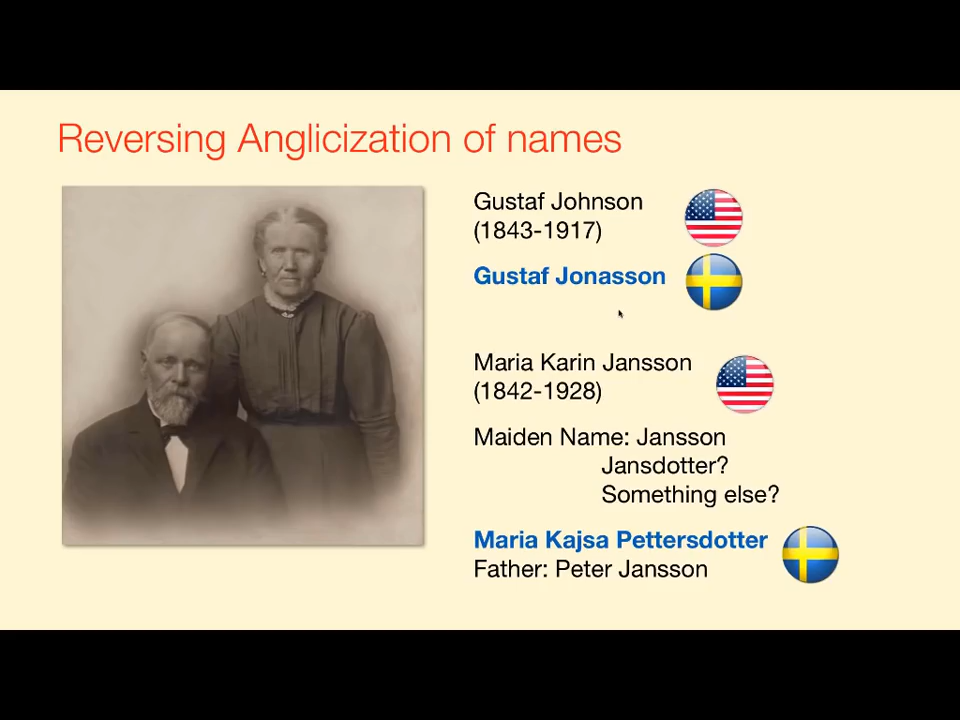 Reversing Anglicization of names
Gustaf Johnson
(1843-1917)
Gustaf Jonasson
Maria Karin Jansson
(1842-1928)
Maiden Name: Jansson
Jansdotter?
Something else?
Maria Kajsa Pettersdotter
Father: Peter Jansson